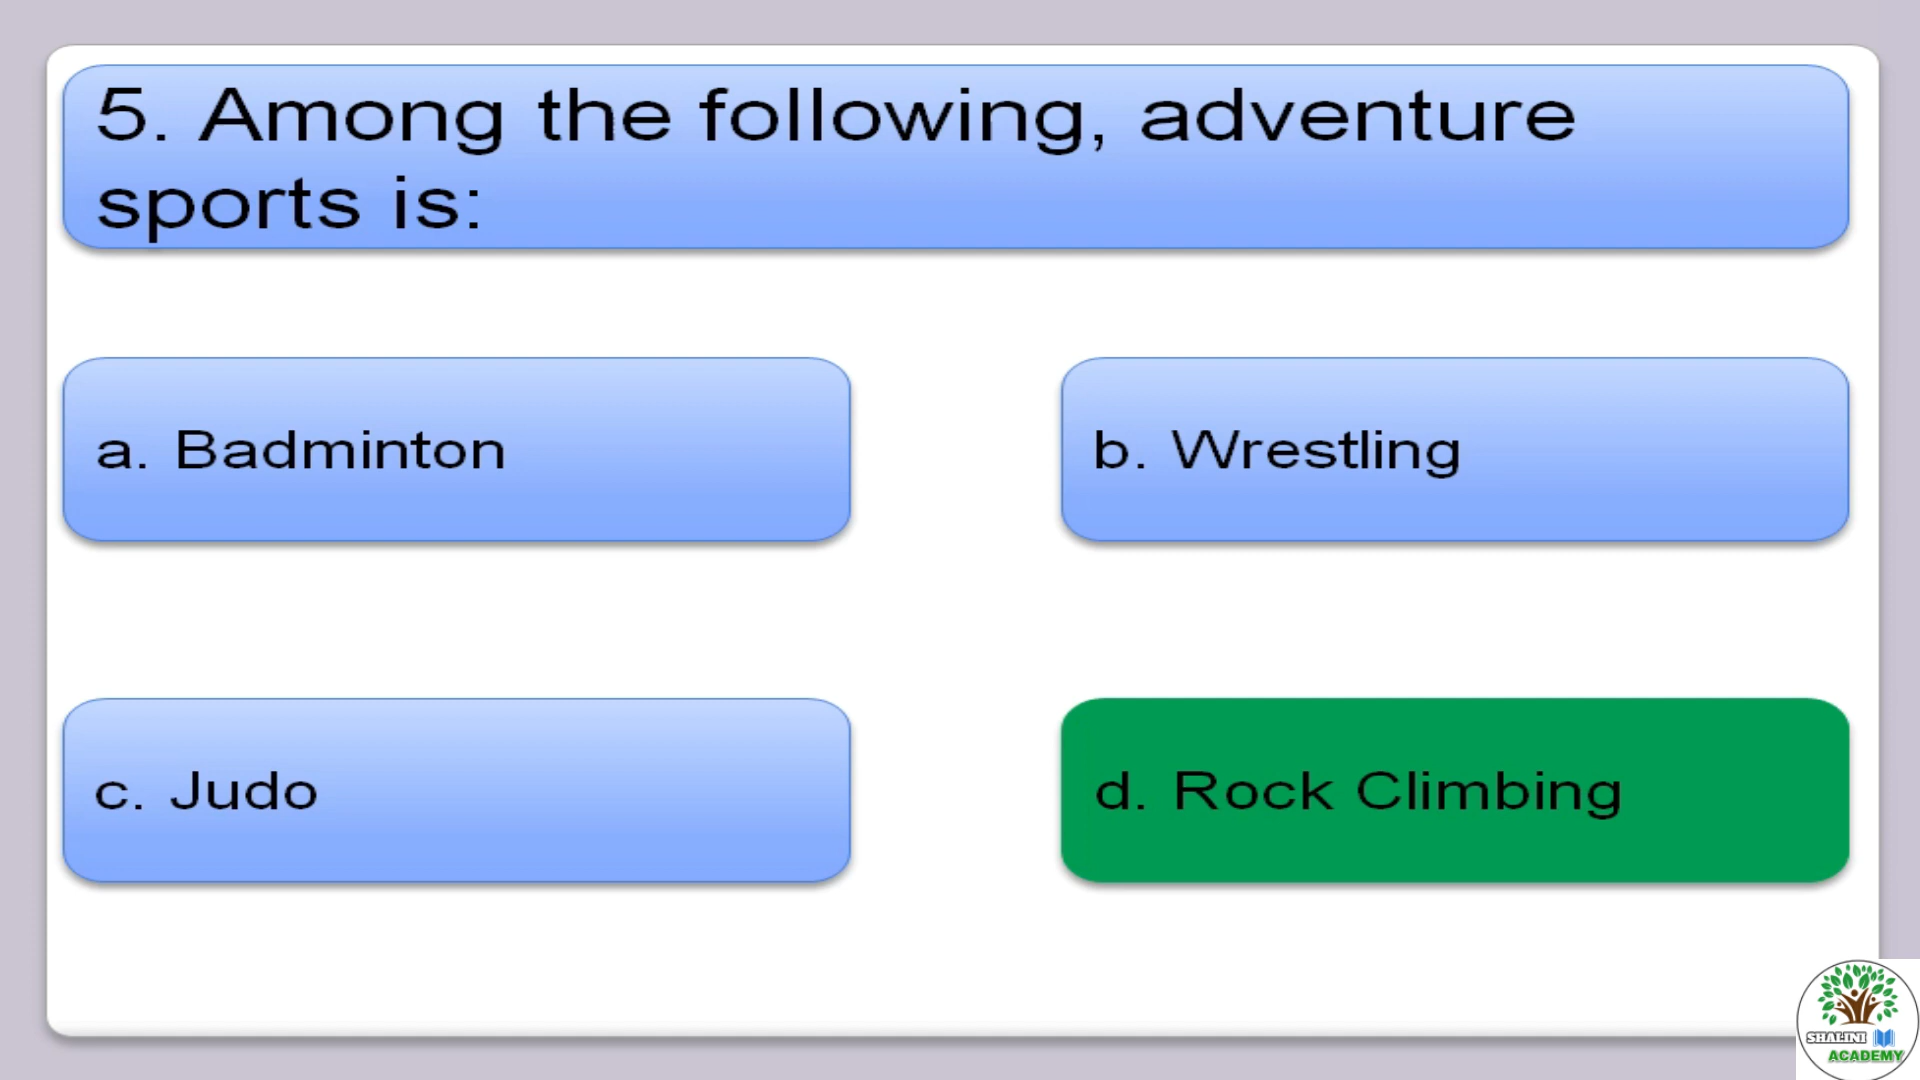 5. Among the following, adventure
sports is:
a. Badminton
b. Wrestling
c. Judo
d. Rock Climbing
SHALINI
ACADEMY